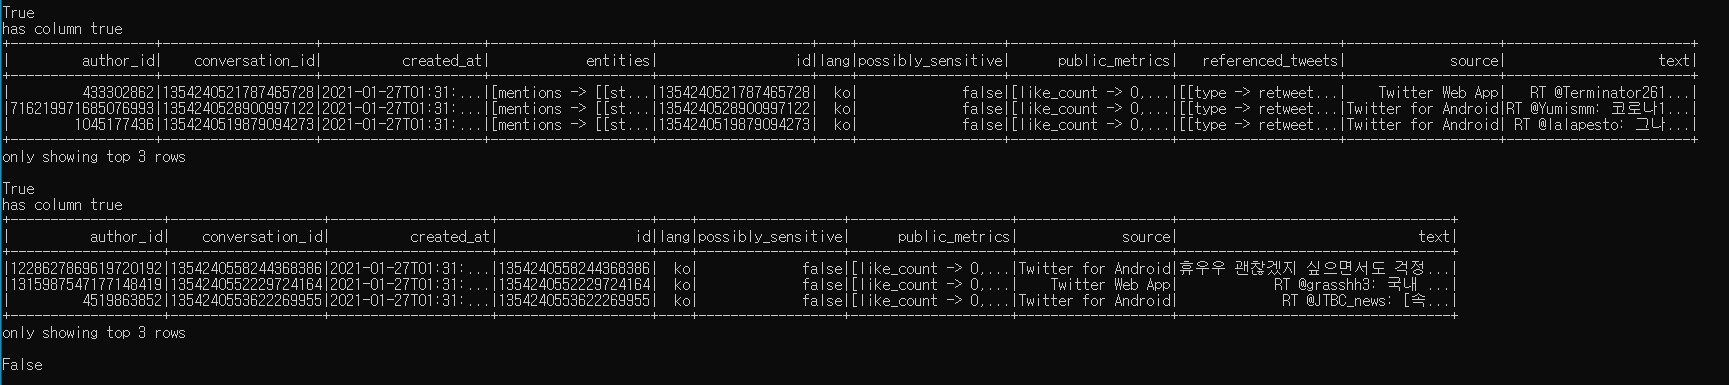 True
has column true
+-------------------+-------------------+--------------------+--------------------+-------------------+----+------------------+--------------------+--------------------+-------------------+-----------------------+
|         author_id|    conversation_id|          created_at|            entities|                 id|lang|possibly_sensitive|      public_metrics|   referenced_tweets|             source|                   text|
+-------------------+-------------------+--------------------+--------------------+-------------------+----+------------------+--------------------+--------------------+-------------------+-----------------------+
|         433302862|1354240521787465728|2021-01-27T01:31:...|[mentions -> [[st...|1354240521787465728|  ko|             false|[like_count -> 0,...|[[type -> retweet...|    Twitter Web App|   RT @Terminator261...|
|716219971685076993|1354240528900997122|2021-01-27T01:31:...|[mentions -> [[st...|1354240528900997122|  ko|             false|[like_count -> 0,...|[[type -> retweet...|Twitter for Android|RT @Yumismm: 코로나1...|
|        1045177436|1354240519879094273|2021-01-27T01:31:...|[mentions -> [[st...|1354240519879094273|  ko|             false|[like_count -> 0,...|[[type -> retweet...|Twitter for Android| RT @lalapesto: 그나...|
+-------------------+-------------------+--------------------+--------------------+-------------------+----+------------------+--------------------+--------------------+-------------------+-----------------------+
only showing top 3 rows
True
has column true
+-------------------+-------------------+--------------------+-------------------+----+------------------+--------------------+-------------------+----------------------------------+
|          author_id|    conversation_id|          created_at|                 id|lang|possibly_sensitive|      public_metrics|             source|                              text|
+-------------------+-------------------+--------------------+-------------------+----+------------------+--------------------+-------------------+----------------------------------+
|1228627869619720192|1354240558244368386|2021-01-27T01:31:...|1354240558244368386|  ko|             false|[like_count -> 0,...|Twitter for Android|휴우우 괜찮겠지 싶으면서도 걱정...|
|1315987547177148419|1354240552229724164|2021-01-27T01:31:...|1354240552229724164|  ko|             false|[like_count -> 0,...|    Twitter Web App|            RT @grasshh3: 국내 ...|
|         4519863852|1354240553622269955|2021-01-27T01:31:...|1354240553622269955|  ko|             false|[like_count -> 0,...|Twitter for Android|             RT @JTBC_news: [속...|
+-------------------+-------------------+--------------------+-------------------+----+------------------+--------------------+-------------------+----------------------------------+
only showing top 3 rows
False